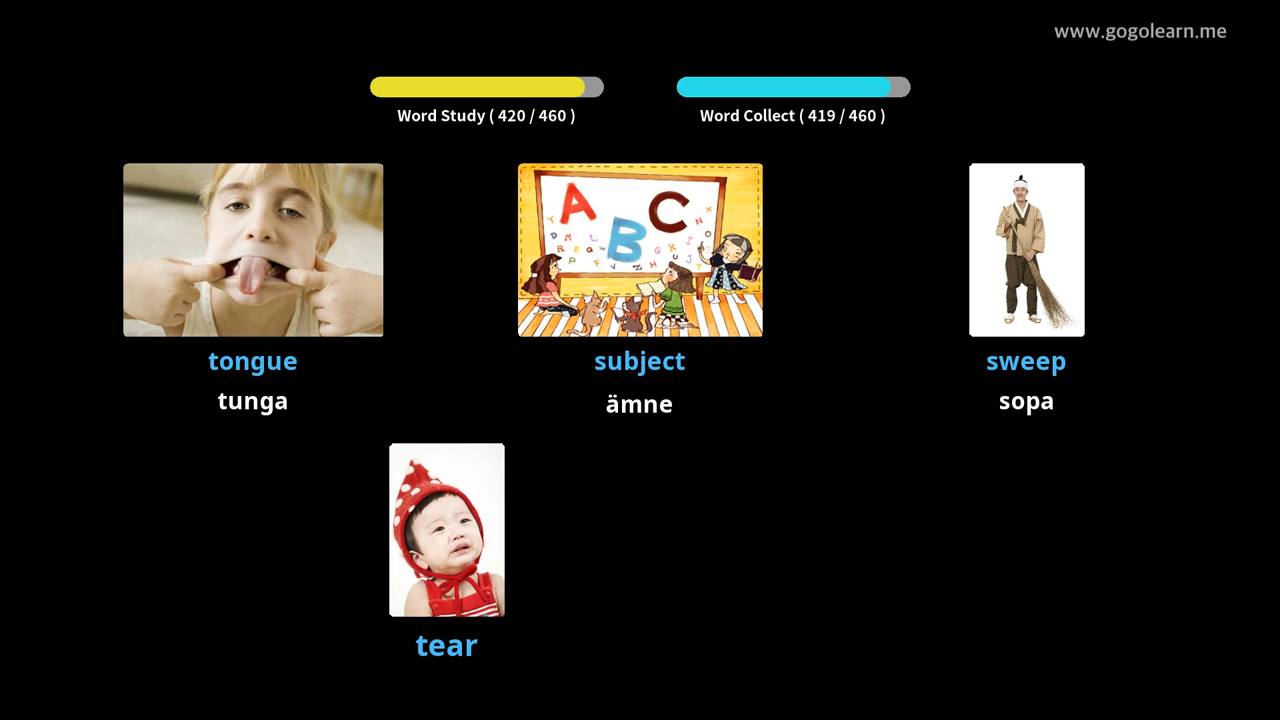 www.gogolearn.me
Word Study ( 420 / 460 )
Word Collect ( 419 / 460 )
A B C
tongue
subject
sweep
tunga
ämne
sopa
tear